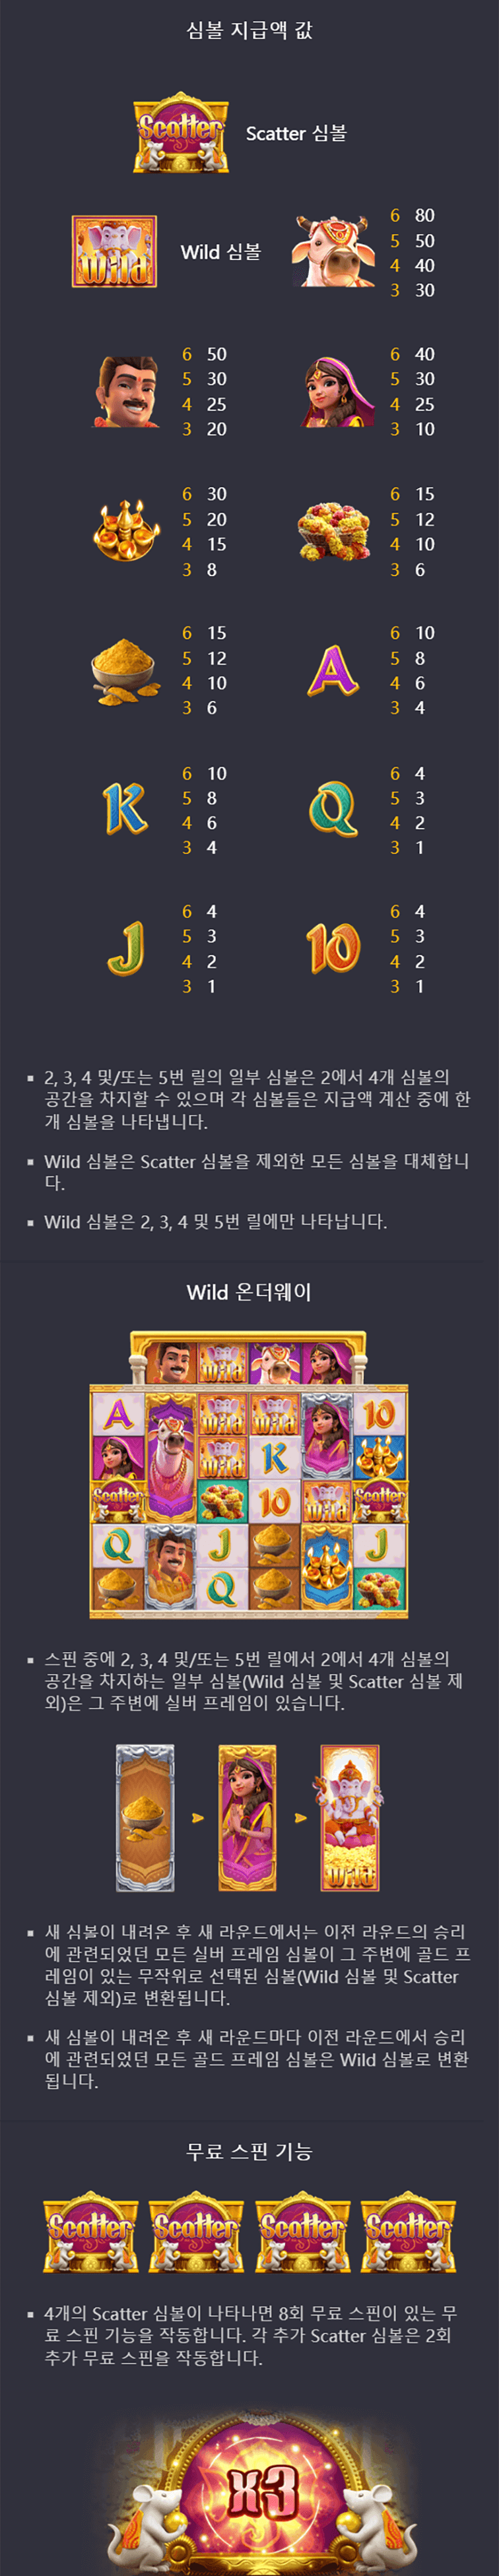 심볼 지급액 값
Scatter
Scatter 심볼
Wild
Wild 심볼
6 80
5 50
4 40
3 30
6 50
5 30
4 25
3 20
6 40
5 30
4 25
3 10
6 30
5 20
4 15
3 8
6 15
5 12
4 10
3 6
6 15
5 12
4 10
3 6
A
6 10
5 8
6 4 6
3 4
K
6 10
5 8
4 6
3 4
Q
6 4
5 3
4 2
3 1
J
6 4
5 3
4 2
3 1
10
6 4
5 3
4 2
3 1
▪ 2, 3, 4 및/또는 5번 릴의 일부 심볼은 2에서 4개 심볼의
공간을 차지할 수 있으며 각 심볼들은 지급액 계산 중에 한
개 심볼을 나타냅니다.
▪ Wild 심볼은 Scatter 심볼을 제외한 모든 심볼을 대체합니
다.
▪ Wild 심볼은 2, 3, 4 및 5번 릴에만 나타납니다.
Wild 온더웨이
Wild
A Wild Wild 10
Wild K
Scatter 10 Wild Scatter
Q J J
Q
▪ 스핀 중에 2, 3, 4 및/또는 5번 릴에서 2에서 4개 심볼의
공간을 차지하는 일부 심볼(Wild 심볼 및 Scatter 심볼 제
외)은 그 주변에 실버 프레임이 있습니다.
Wild
▪ 새 심볼이 내려온 후 새 라운드에서는 이전 라운드의 승리
에 관련되었던 모든 실버 프레임 심볼이 그 주변에 골드 프
레임이 있는 무작위로 선택된 심볼(Wild 심볼 및 Scatter
심볼 제외)로 변환됩니다.
▪ 새 심볼이 내려온 후 새 라운드마다 이전 라운드에서 승리
에 관련되었던 모든 골드 프레임 심볼은 Wild 심볼로 변환
됩니다.
무료 스핀 기능
Scatter Scatter Scatter Scatter
▪ 4개의 Scatter 심볼이 나타나면 8회 무료 스핀이 있는 무
료 스핀 기능을 작동합니다. 각 추가 Scatter 심볼은 2회
추가 무료 스핀을 작동합니다.
x3